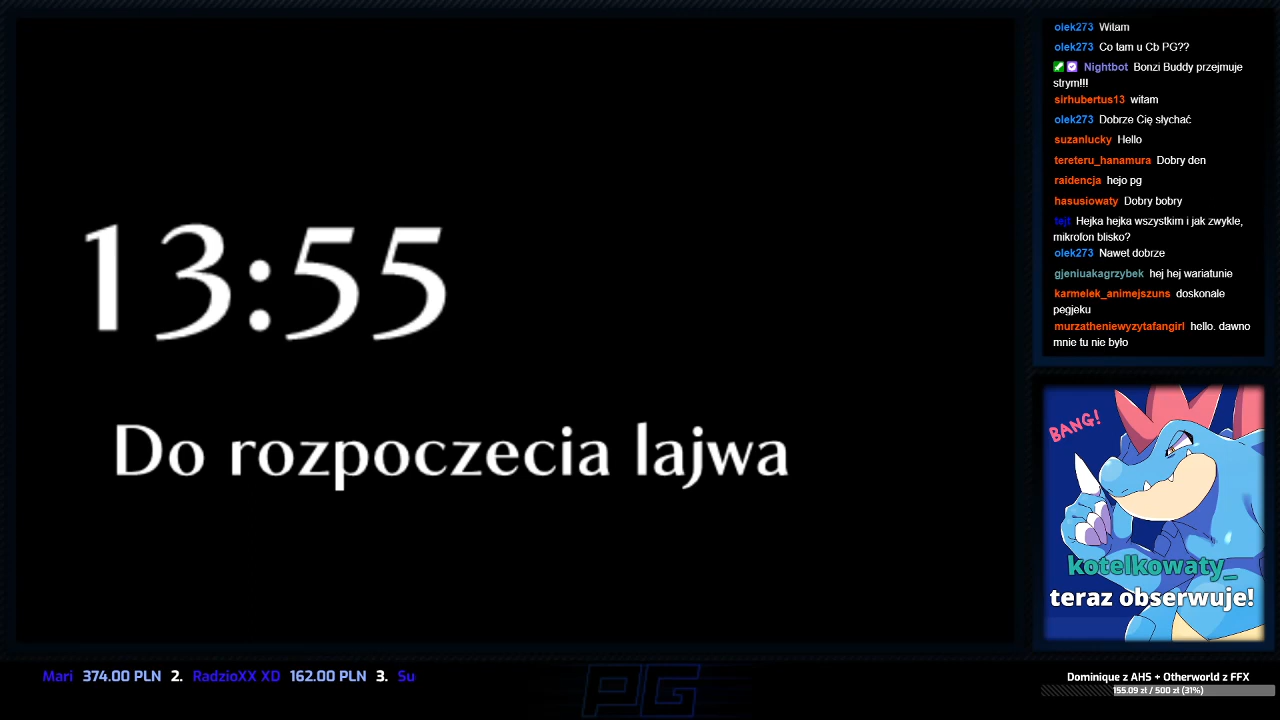 13:55
Do rozpoczecia lajwa
olek273 Witam
olek273 Co tam u Cb PG??
Nightbot Bonzi Buddy przejmuje
strym!!!
sirhubertus13 witam
olek273 Dobrze Cię słychać
suzanlucky Hello
tereteru_hanamura Dobry den
raidencja hejo pg
hasusiowaty Dobry bobry
tajt Hejka hejka wszystkim i jak zwykle,
mikrofon blisko?
olek273 Nawet dobrze
gjeniuakagrzybek hej hej wariatunie
karmelek_animejszuns doskonale
pegjeku
murzatheniewyzytafangirl hello. dawno
mnie tu nie było
BANG!
kotelkowaty_
teraz obserwuje!
Mari 374.00 PLN 2. RadzioXX XD 162.00 PLN 3. Su
PG
Dominique z AHS + Otherworld z FFX
155.09 zł / 500 zł (31%)